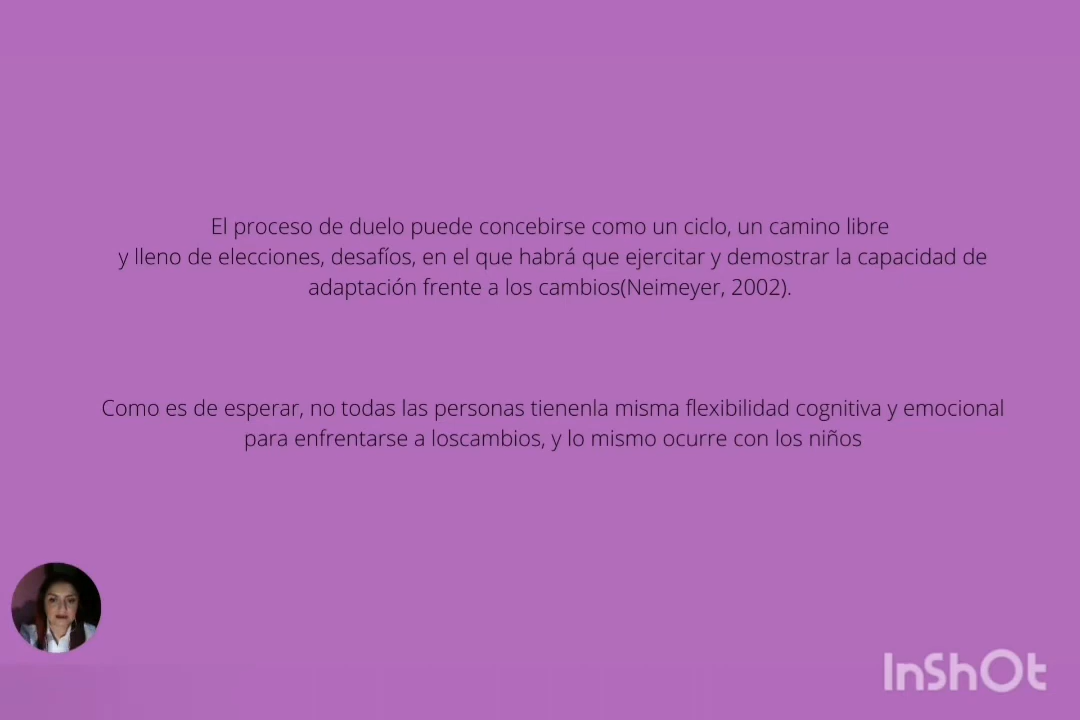 El proceso de duelo puede concebirse como un ciclo, un camino libre
y lleno de elecciones, desafíos, en el que habrá que ejercitar y demostrar la capacidad de
adaptación frente a los cambios(Neimeyer, 2002).
Como es de esperar, no todas las personas tienenla misma flexibilidad cognitiva y emocional
para enfrentarse a loscambios, y lo mismo ocurre con los niños
InShOt